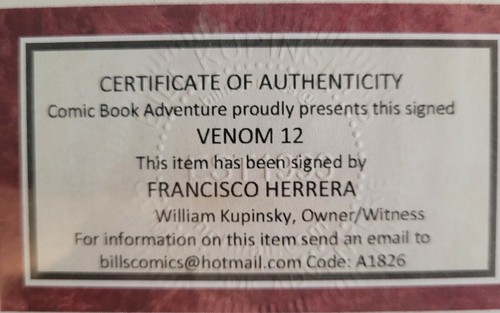 CERTIFICATE OF AUTHENTICITY
Comic Book Adventure proudly presents this signed
VENOM 12
This item has been signed by
FRANCISCO HERRERA
William Kupinsky, Owner/Witness
For information on this item send an email to
billscomics@hotmail.com Code: A1826